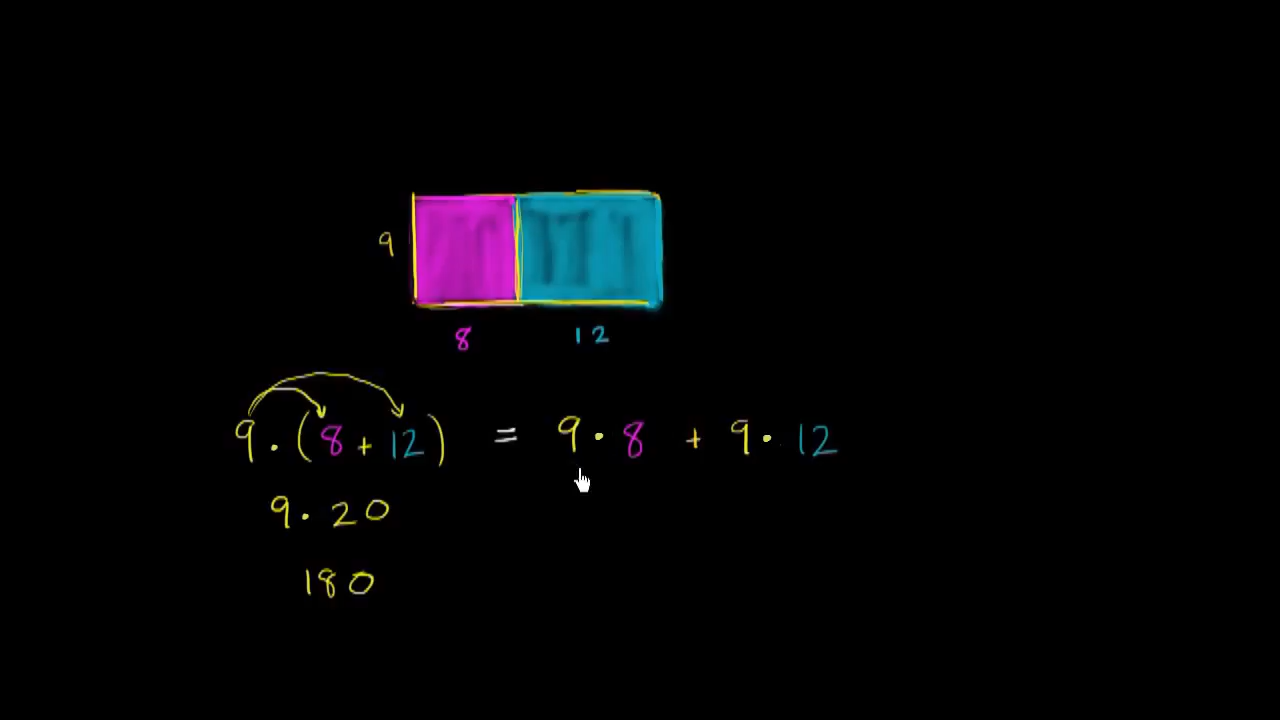 9
8 12
9 · (8 + 12) = 9 · 8 + 9 · 12
9 · 20
180